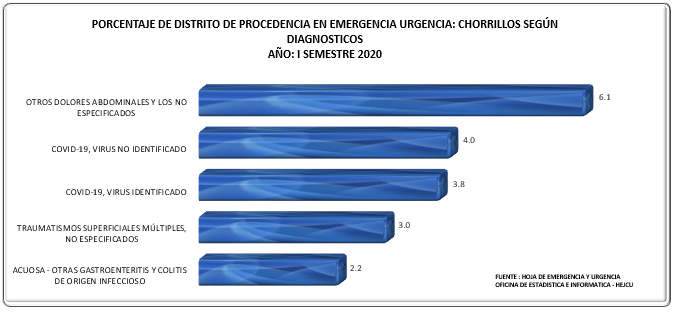 PORCENTAJE DE DISTRITO DE PROCEDENCIA EN EMERGENCIA URGENCIA: CHORRILLOS SEGÚN
DIAGNOSTICOS
AÑO: I SEMESTRE 2020
OTROS DOLORES ABDOMINALES Y LOS NO
ESPECIFICADOS
6.1
COVID-19, VIRUS NO IDENTIFICADO
4.0
COVID-19, VIRUS IDENTIFICADO
3.8
TRAUMATISMOS SUPERFICIALES MÚLTIPLES,
NO ESPECIFICADOS
3.0
ACUOSA - OTRAS GASTROENTERITIS Y COLITIS
DE ORIGEN INFECCIOSO
2.2
FUENTE : HOJA DE EMERGENCIA Y URGENCIA
OFICINA DE ESTADISTICA E INFORMATICA - HEJCU